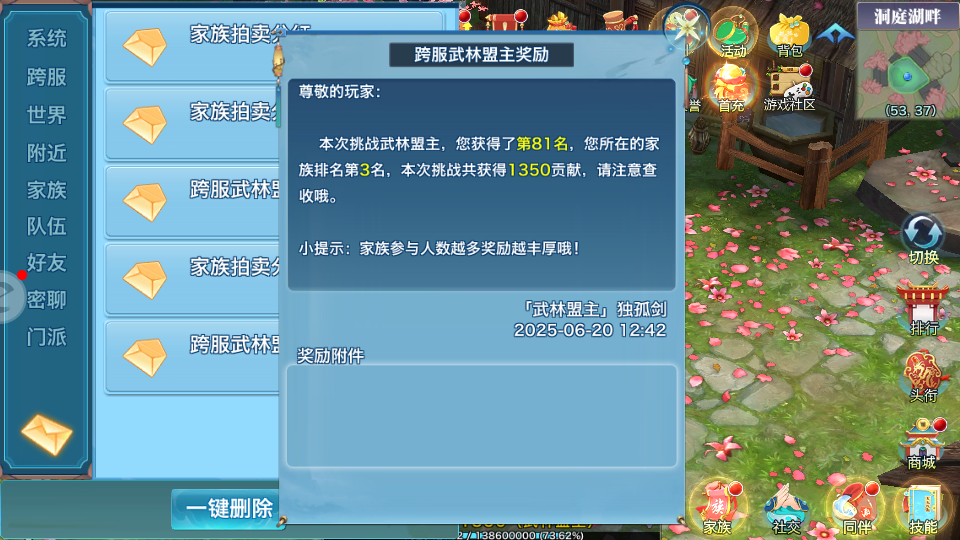 系统
跨服
世界
附近
家族
队伍
好友
密聊
门派
家族拍卖分红
家族拍卖分
跨服武林盟
家族拍卖分
跨服武林盟
一键删除
跨服武林盟主奖励
尊敬的玩家：
本次挑战武林盟主，您获得了第81名，您所在的家
族排名第3名，本次挑战共获得1350贡献，请注意查
收哦。
小提示：家族参与人数越多奖励越丰厚哦！
「武林盟主」独孤剑
2025-06-20 12:42
奖励附件
活动
背包
誉
首充
游戏社区
洞庭湖畔
(53, 37)
切换
排行
头衔
商城
家族
社交
同伴
技能
138600000 (73.62%)